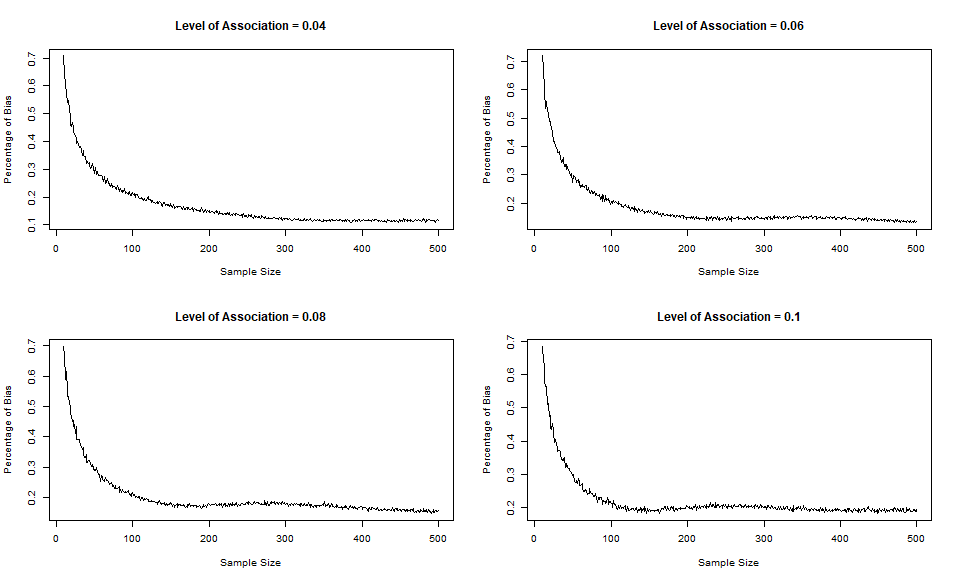 Level of Association = 0.04
Percentage of Bias
0.1 0.2 0.3 0.4 0.5 0.6 0.7
0 100 200 300 400 500
Sample Size
Level of Association = 0.06
Percentage of Bias
0.2 0.3 0.4 0.5 0.6 0.7
0 100 200 300 400 500
Sample Size
Level of Association = 0.08
Percentage of Bias
0.2 0.3 0.4 0.5 0.6 0.7
0 100 200 300 400 500
Sample Size
Level of Association = 0.1
Percentage of Bias
0.2 0.3 0.4 0.5 0.6 0.7
0 100 200 300 400 500
Sample Size